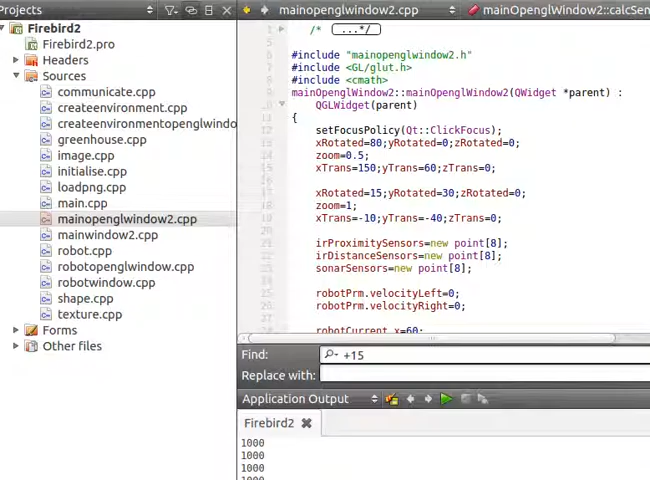 Projects
mainopenglwindow2.cpp
mainOpenglWindow2::calcSen
Firebird2
Firebird2.pro
Headers
Sources
communicate.cpp
createenvironment.cpp
createenvironmentopenglwindo
greenhouse.cpp
image.cpp
initialise.cpp
loadpng.cpp
main.cpp
mainopenglwindow2.cpp
mainwindow2.cpp
robot.cpp
robotopenglwindow.cpp
robotwindow.cpp
shape.cpp
texture.cpp
Forms
Other files
/* ...*/
#include "mainopenglwindow2.h"
#include <GL/glut.h>
#include <cmath>
mainOpenglWindow2::mainOpenglWindow2(QWidget *parent) :
QGLWidget(parent)
{
setFocusPolicy(Qt::ClickFocus);
xRotated=80;yRotated=0;zRotated=0;
zoom=0.5;
xTrans=150,yTrans=60;zTrans=0;
xRotated=15;yRotated=30;zRotated=0;
zoom=1;
xTrans=-10,yTrans=-40;zTrans=0;
irProximitySensors=new point[8];
irDistanceSensors=new point[8];
sonarSensors=new point[8];
robotPrm.velocityLeft=0;
robotPrm.velocityRight=0;
robotCurrent.x=60;
Find:
+15
Replace with:
Application Output
Firebird2
1000
1000
1000
1000